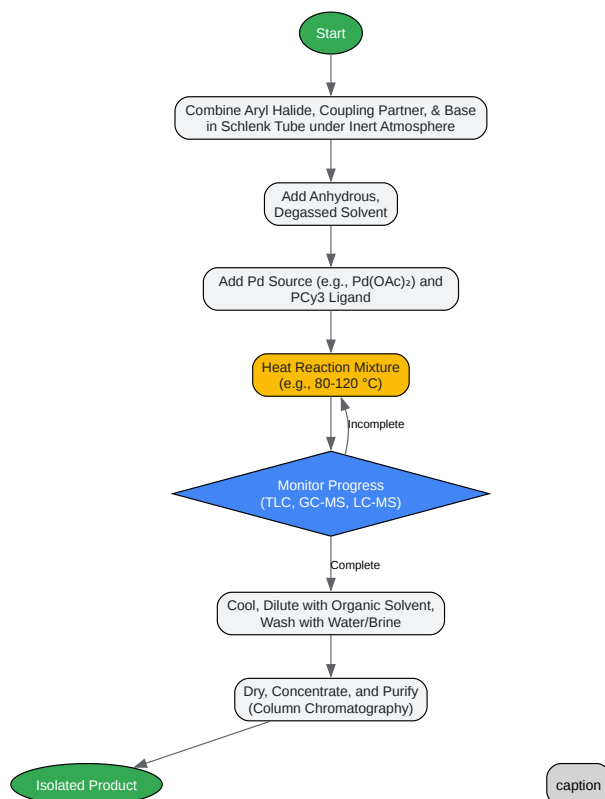 Start
Combine Aryl Halide, Coupling Partner, & Base
in Schlenk Tube under Inert Atmosphere
Add Anhydrous,
Degassed Solvent
Add Pd Source (e.g., Pd(OAc)₂) and
PCy3 Ligand
Heat Reaction Mixture
(e.g., 80-120 °C)
Incomplete
Monitor Progress
(TLC, GC-MS, LC-MS)
Complete
Cool, Dilute with Organic Solvent,
Wash with Water/Brine
Dry, Concentrate, and Purify
(Column Chromatography)
Isolated Product
caption